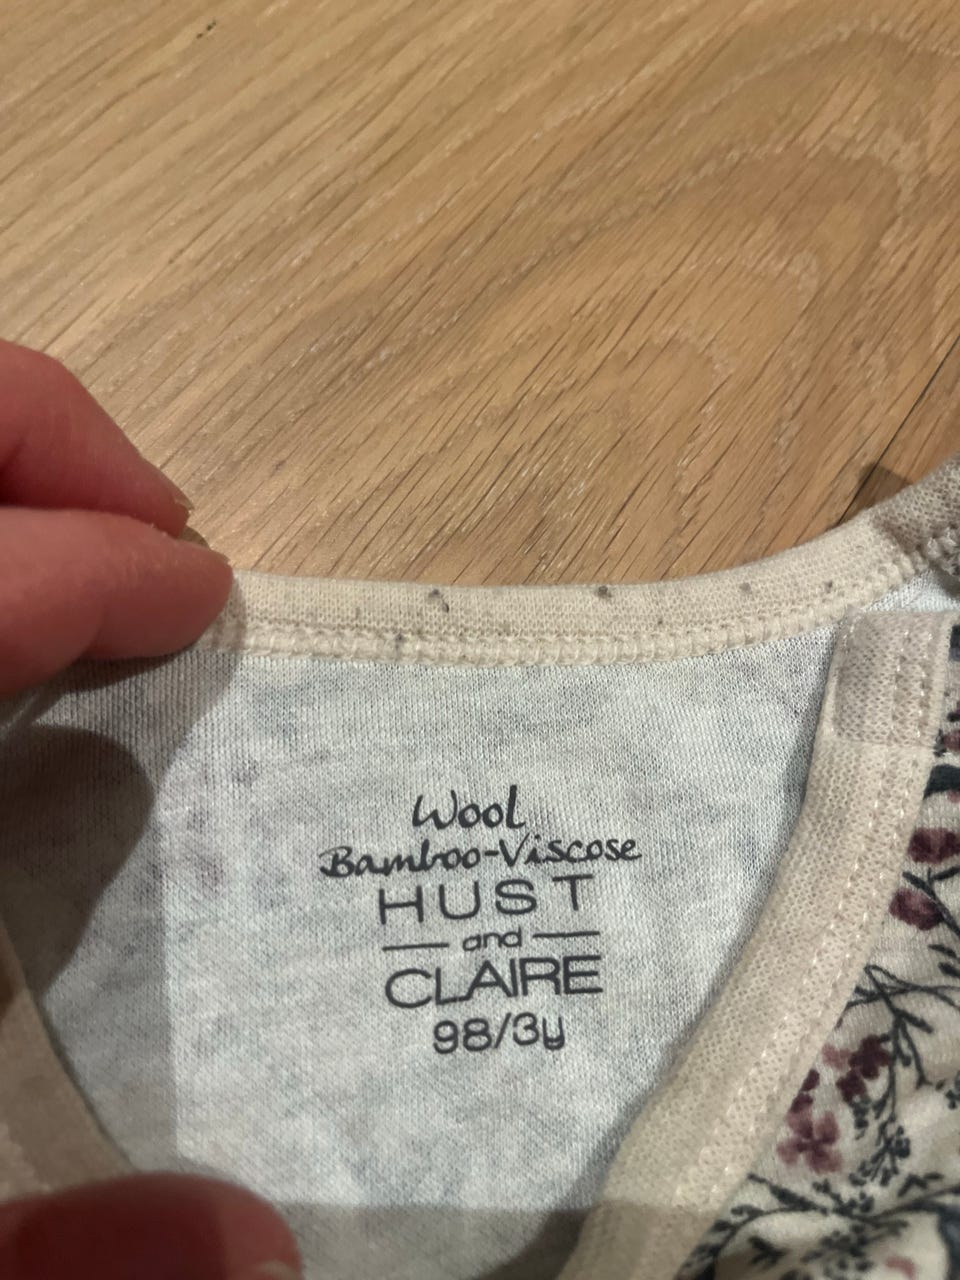 Wool
Bamboo-Viscose
HUST
and
CLAIRE
98/3y